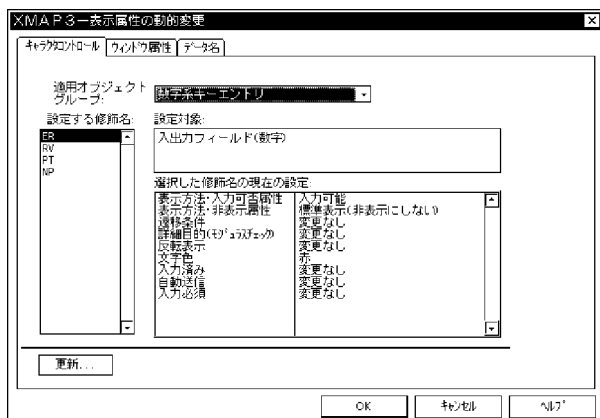 XMAP3ー表示属性の動的変更
キャラクタコントロール ウィンドウ属性 データ名
適用オブジェクト
グループ:
数字系キーエントリ
設定する修飾名:
ER
RV
PT
NP
設定対象:
入出力フィールド(数字)
選択した修飾名の現在の設定:
表示方法・入力可否属性 入力可能
表示方法・非表示属性 標準表示(非表示にしない)
遷移条件 変更なし
詳細目的(モジュラスチェック) 変更なし
反転表示 変更なし
文字色 赤
入力済み 変更なし
自動送信 変更なし
入力必須 変更なし
更新...
OK キャンセル ヘルプ